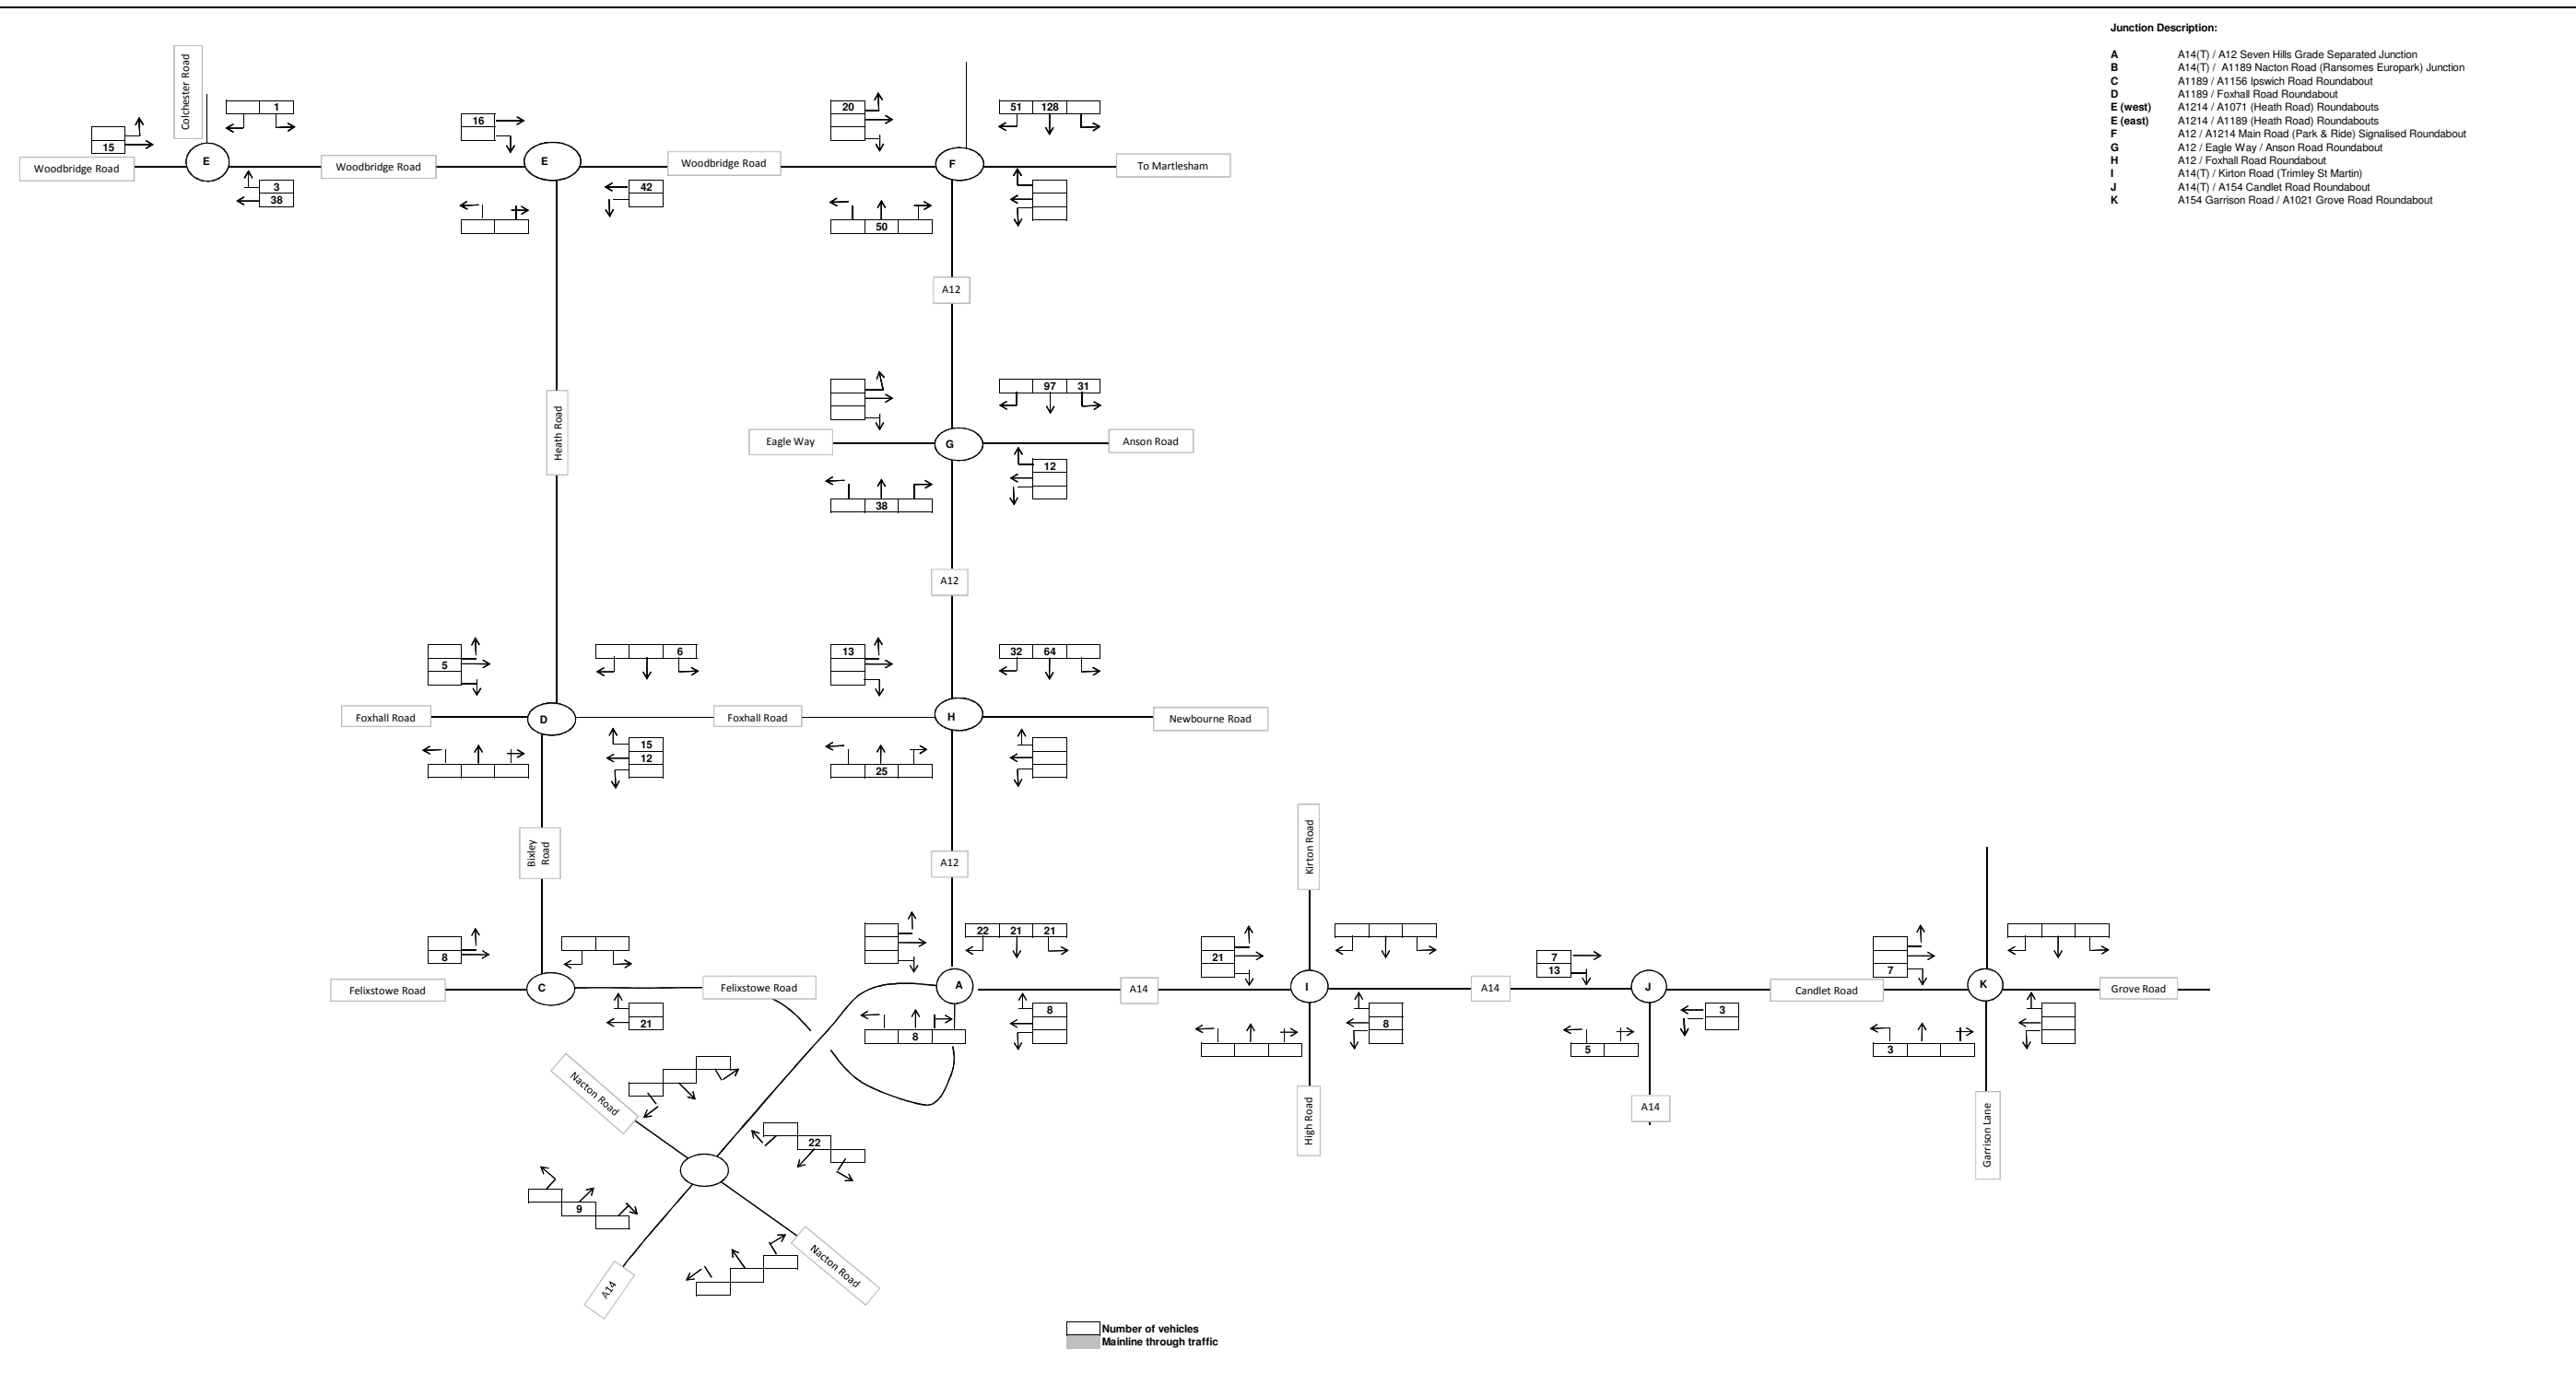 Junction Description:
A A14(T) / A12 Seven Hills Grade Separated Junction
B A14(T) / A1189 Nacton Road (Ransomes Europark) Junction
C A1189 / A1156 Ipswich Road Roundabout
D A1189 / Foxhall Road Roundabout
E (west) A1214 / A1071 (Heath Road) Roundabouts
E (east) A1214 / A1189 (Heath Road) Roundabouts
F A12 / A1214 Main Road (Park & Ride) Signalised Roundabout
G A12 / Eagle Way / Anson Road Roundabout
H A12 / Foxhall Road Roundabout
I A14(T) / Kirton Road (Trimley St Martin)
J A14(T) / A154 Candlet Road Roundabout
K A154 Garrison Road / A1021 Grove Road Roundabout
Colchester Road
1
15
Woodbridge Road
E
3
38
Woodbridge Road
16
E
42
Woodbridge Road
20
51 128
F
To Martlesham
50
A12
Heath Road
97 31
Eagle Way
G
Anson Road
12
38
A12
5
6
Foxhall Road
D
15
12
Foxhall Road
13
32 64
H
Newbourne Road
25
Bixley
Road
A12
8
Felixstowe Road
C
21
Felixstowe Road
22 21 21
A
8
8
A14
Kirton Road
21
I
8
High Road
A14
7
13
J
3
5
A14
Candlet Road
7
K
Grove Road
3
Garrison Lane
Nacton Road
22
9
A14
Nacton Road
Number of vehicles
Mainline through traffic